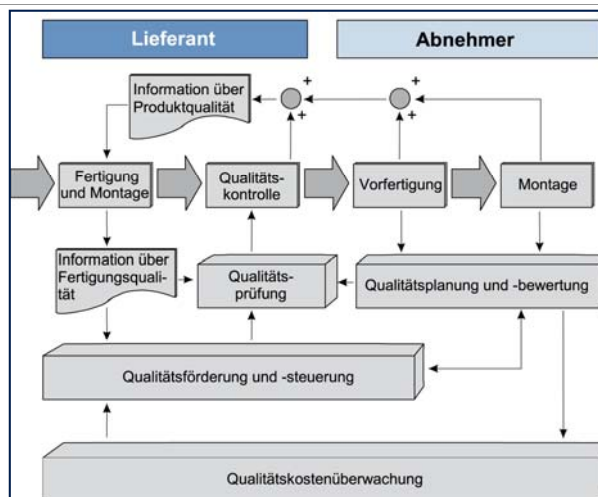 Lieferant
Abnehmer
Information über
Produktqualität
+
+
+
+
Fertigung
und Montage
Qualitäts-
kontrolle
Vorfertigung
Montage
Information über
Fertigungsquali-
tät
Qualitäts-
prüfung
Qualitätsplanung und -bewertung
Qualitätsförderung und -steuerung
Qualitätskostenüberwachung